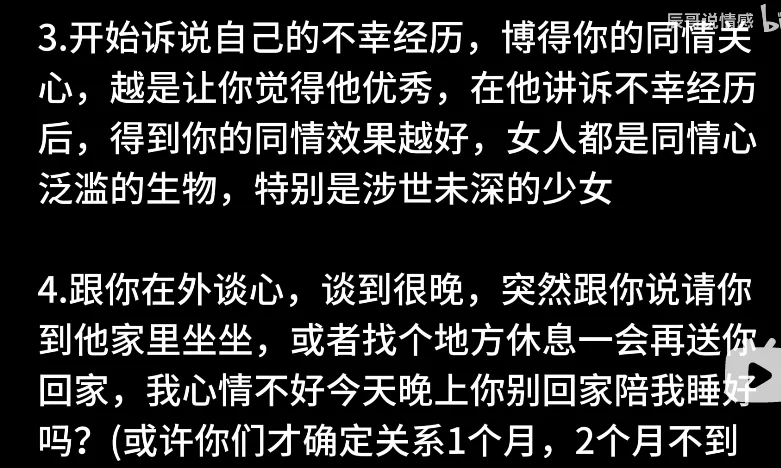 辰哥说情感
3.开始诉说自己的不幸经历，博得你的同情关
心，越是让你觉得他优秀，在他讲诉不幸经历
后，得到你的同情效果越好，女人都是同情心
泛滥的生物，特别是涉世未深的少女
4.跟你在外谈心，谈到很晚，突然跟你说请你
到他家里坐坐，或者找个地方休息一会再送你
回家，我心情不好今天晚上你别回家陪我睡好
吗？(或许你们才确定关系1个月，2个月不到